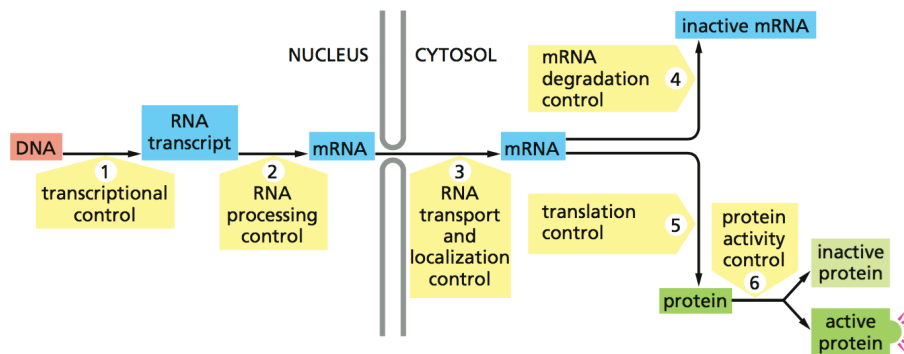 inactive mRNA
NUCLEUS
CYTOSOL
mRNA
degradation
control
4
DNA
RNA
transcript
mRNA
mRNA
1
transcriptional
control
2
RNA
processing
control
3
RNA
transport
and
localization
control
translation
control
5
protein
activity
control
6
protein
inactive
protein
active
protein